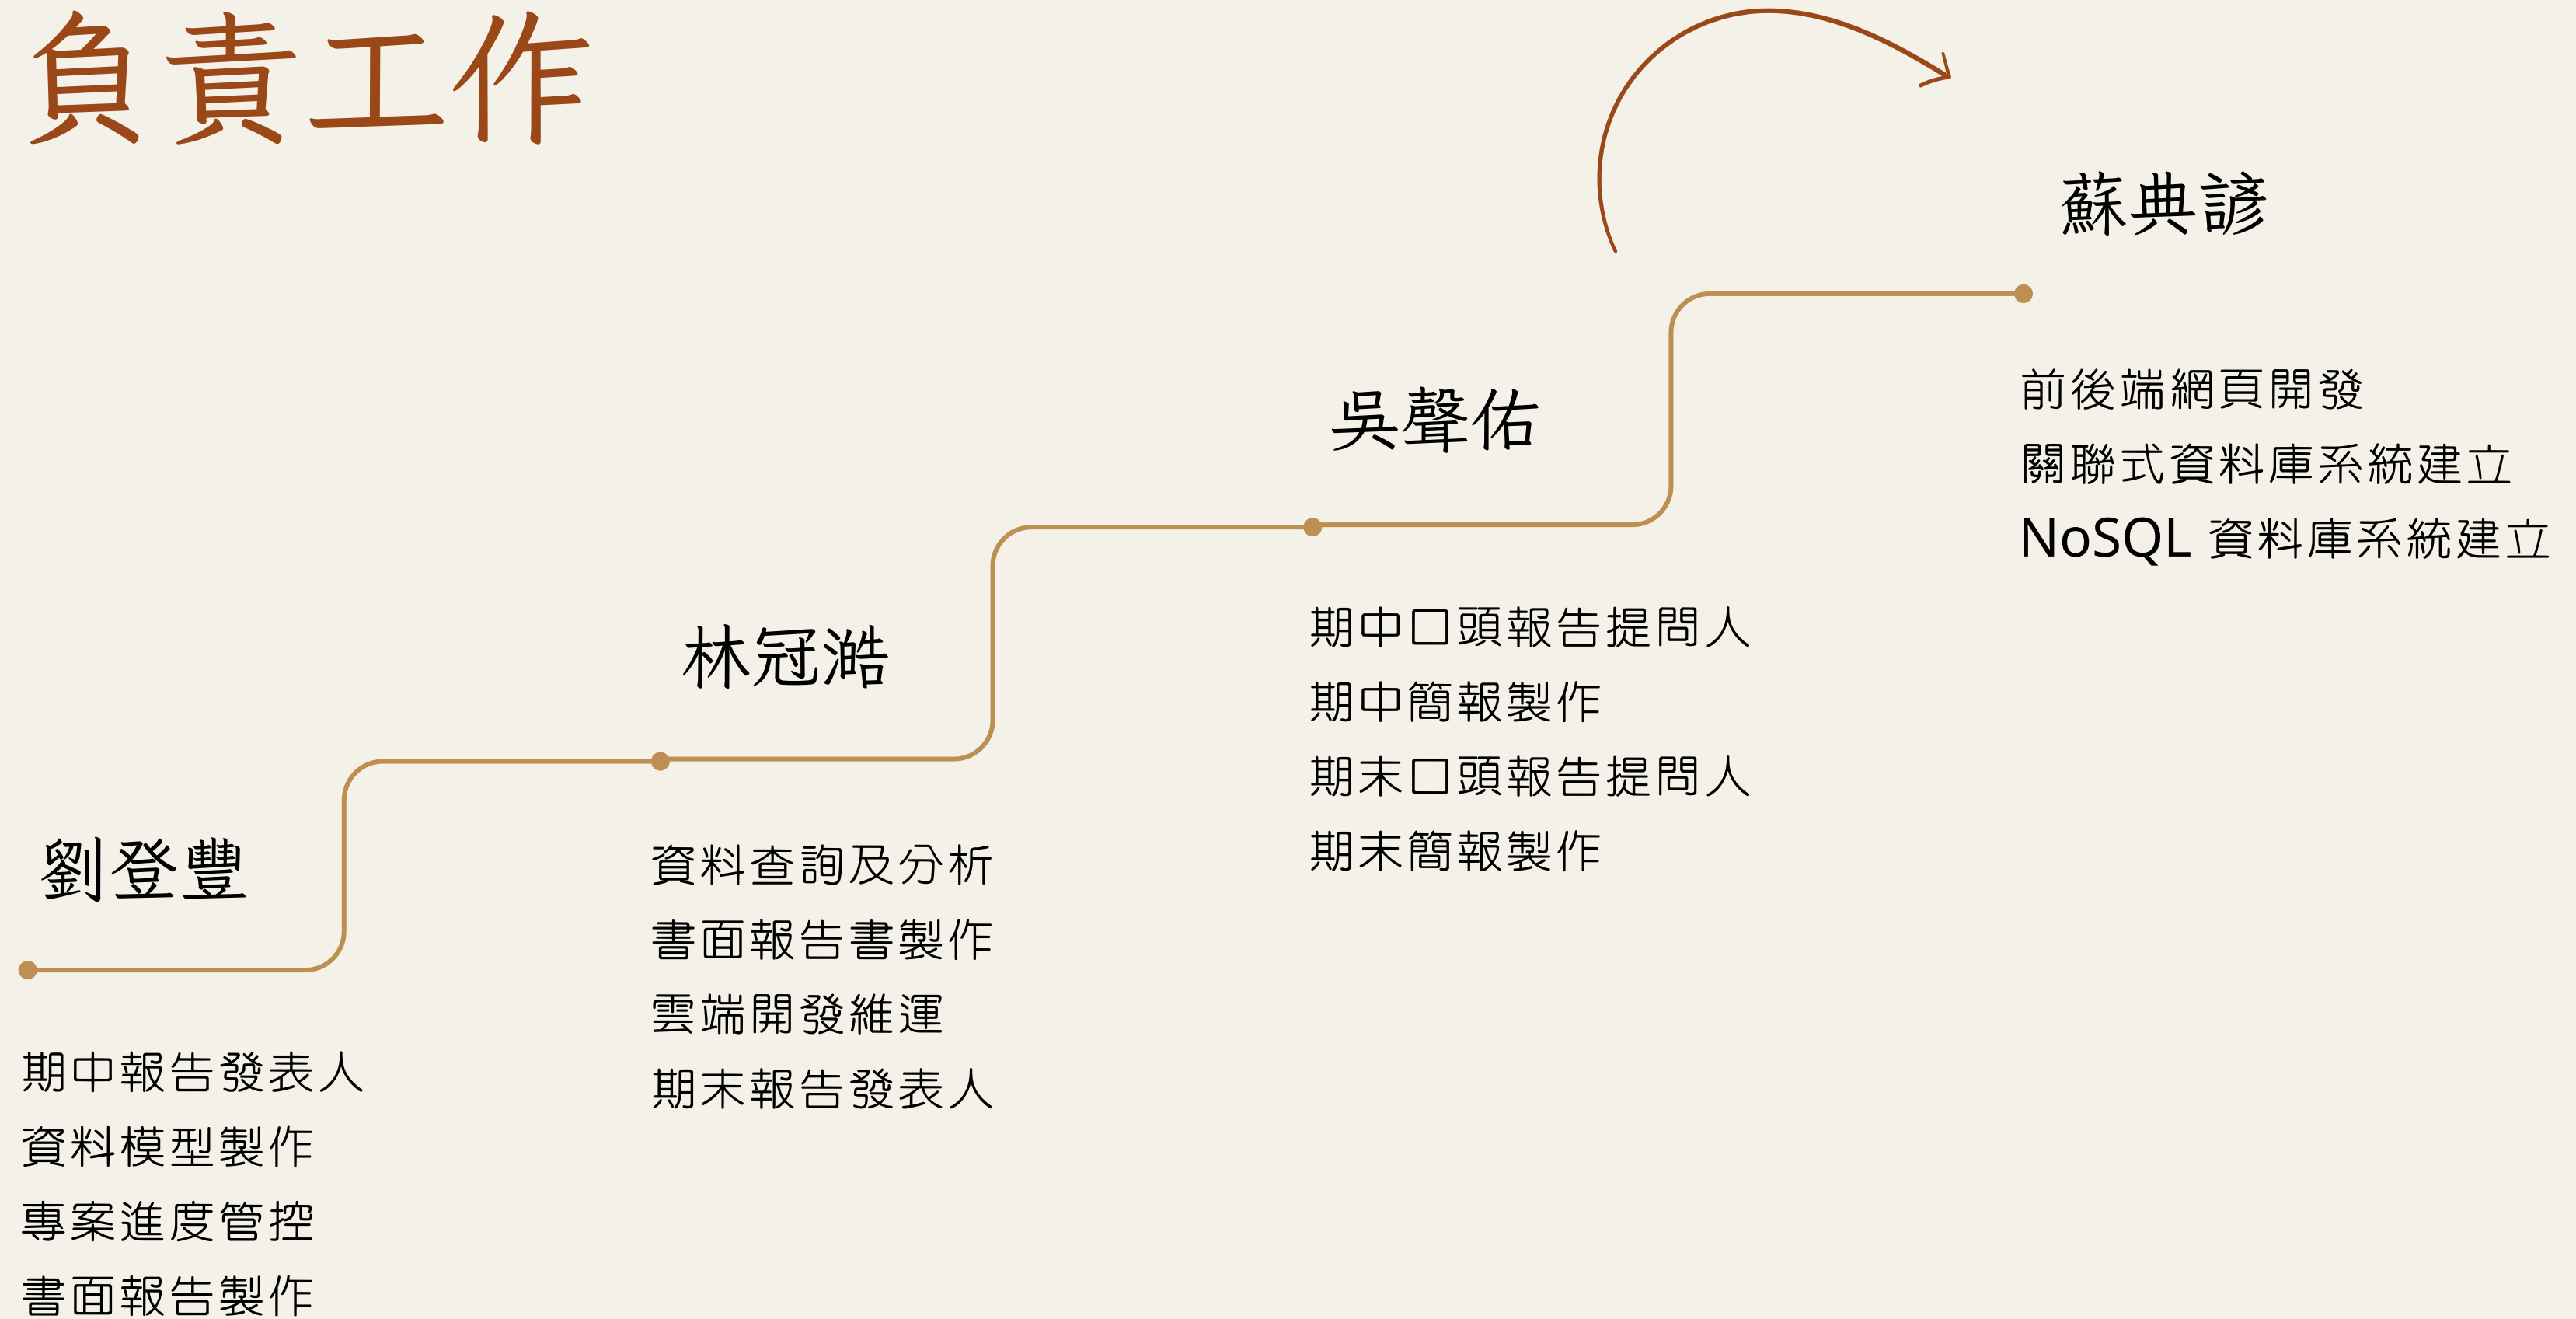 負責工作
劉登豐
期中報告發表人
資料模型製作
專案進度管控
書面報告製作
林冠澔
資料查詢及分析
書面報告書製作
雲端開發維運
期末報告發表人
吳聲佑
期中口頭報告提問人
期中簡報製作
期末口頭報告提問人
期末簡報製作
蘇典諺
前後端網頁開發
關聯式資料庫系統建立
NoSQL 資料庫系統建立